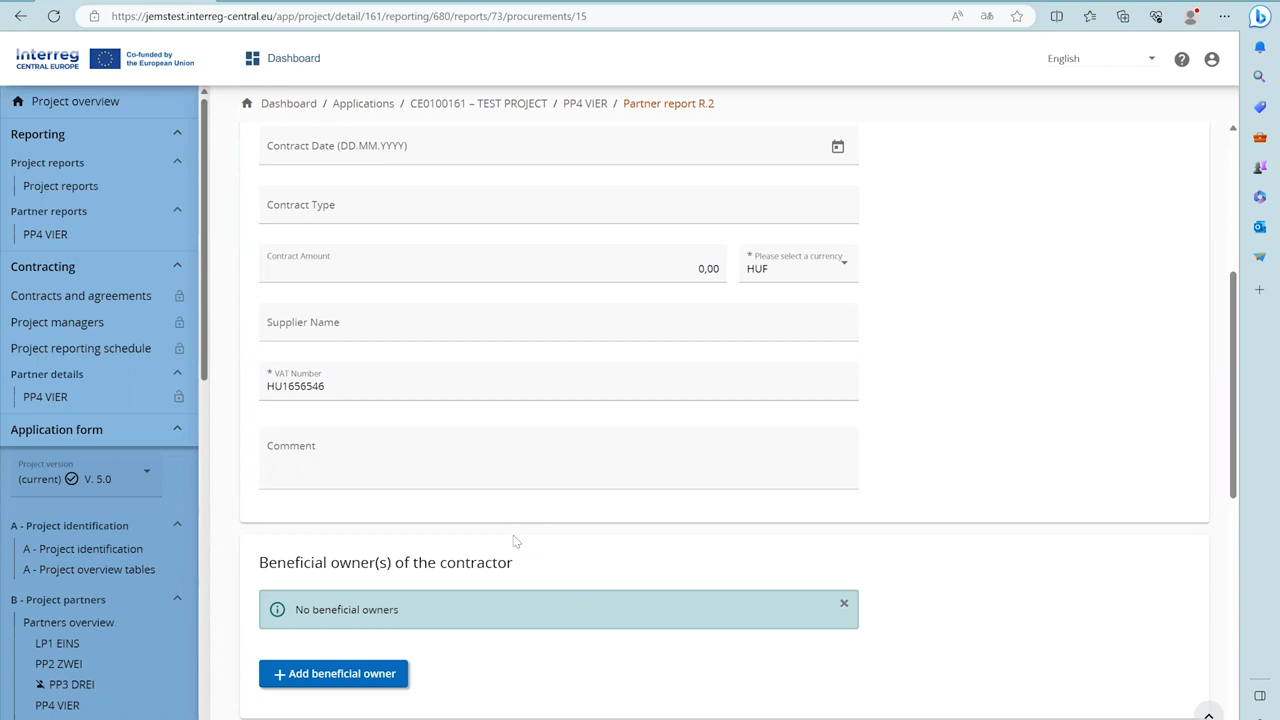 https://jemstest.interreg-central.eu/app/project/detail/161/reporting/680/reports/73/procurements/15
Interreg
CENTRAL EUROPE
Co-funded by
the European Union
Dashboard
English
Project overview
Reporting
Project reports
Project reports
Partner reports
PP4 VIER
Contracting
Contracts and agreements
Project managers
Project reporting schedule
Partner details
PP4 VIER
Application form
Project version
(current) V. 5.0
A - Project identification
A - Project identification
A - Project overview tables
B - Project partners
Partners overview
LP1 EINS
PP2 ZWEI
PP3 DREI
PP4 VIER
Dashboard / Applications / CE0100161 – TEST PROJECT / PP4 VIER / Partner report R.2
Contract Date (DD.MM.YYYY)
Contract Type
Contract Amount
0,00
* Please select a currency
HUF
Supplier Name
* VAT Number
HU1656546
Comment
Beneficial owner(s) of the contractor
No beneficial owners
+ Add beneficial owner